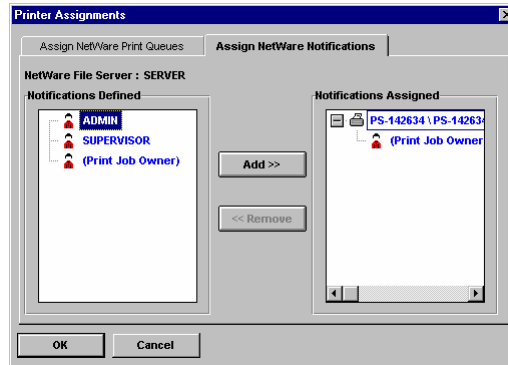 Printer Assignments
Assign NetWare Print Queues
Assign NetWare Notifications
NetWare File Server : SERVER
Notifications Defined
ADMIN
SUPERVISOR
(Print Job Owner)
Add >>
<< Remove
Notifications Assigned
PS-142634 \ PS-142634
(Print Job Owner
OK
Cancel